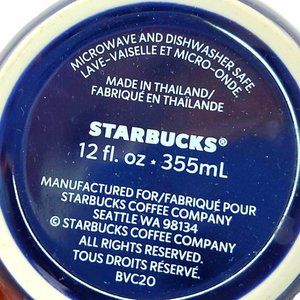 MICROWAVE AND DISHWASHER SAFE
LAVE-VAISELLE ET MICRO-ONDE.
MADE IN THAILAND/
FABRIQUÉ EN THAÏLANDE
STARBUCKS®
12 fl. oz • 355mL
MANUFACTURED FOR/FABRIQUÉ POUR
STARBUCKS COFFEE COMPANY
SEATTLE WA 98134
© STARBUCKS COFFEE COMPANY
ALL RIGHTS RESERVED.
TOUS DROITS RÉSERVÉ.
BVC20